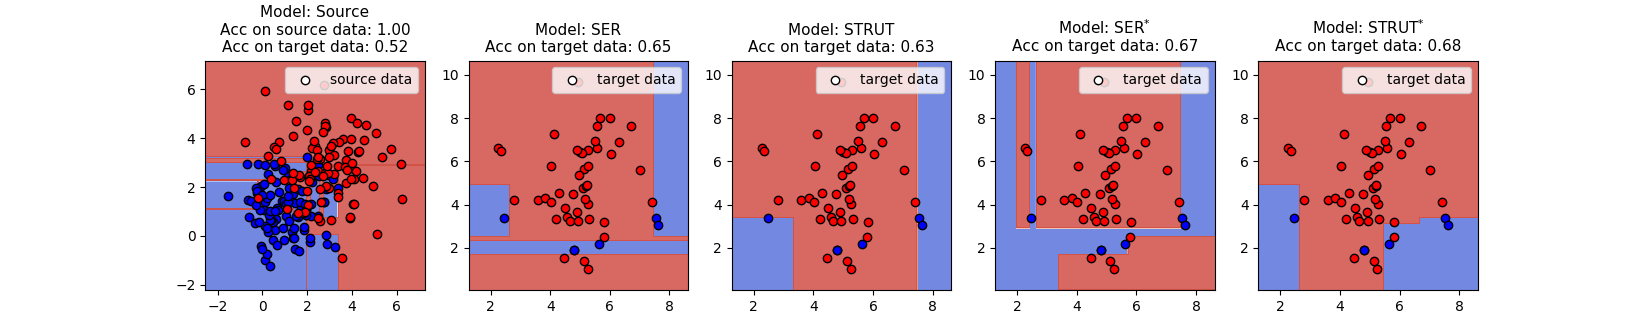 Model: Source
Acc on source data: 1.00
Acc on target data: 0.52
source data
6
4
2
0
−2
−2 0 2 4 6
Model: SER
Acc on target data: 0.65
target data
10
8
6
4
2
2 4 6 8
Model: STRUT
Acc on target data: 0.63
target data
10
8
6
4
2
2 4 6 8
Model: SER*
Acc on target data: 0.67
target data
10
8
6
4
2
2 4 6 8
Model: STRUT*
Acc on target data: 0.68
target data
10
8
6
4
2
2 4 6 8